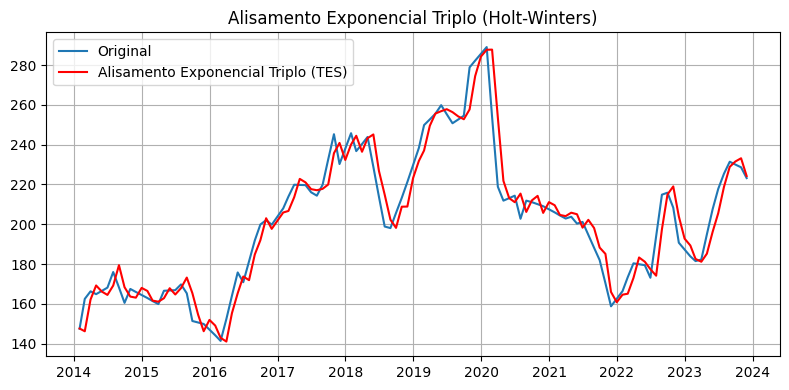 Alisamento Exponencial Triplo (Holt-Winters)
Original
Alisamento Exponencial Triplo (TES)
280
260
240
220
200
180
160
140
2014 2015 2016 2017 2018 2019 2020 2021 2022 2023 2024